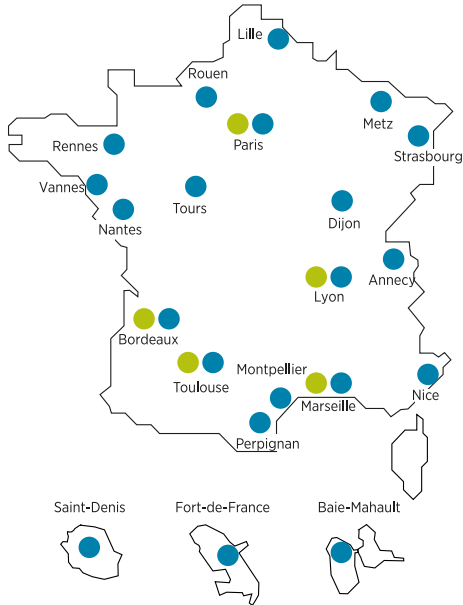 Lille
Rouen
Paris
Metz
Strasbourg
Rennes
Vannes
Nantes
Tours
Dijon
Annecy
Lyon
Bordeaux
Toulouse
Montpellier
Marseille
Nice
Perpignan
Saint-Denis
Fort-de-France
Baie-Mahault